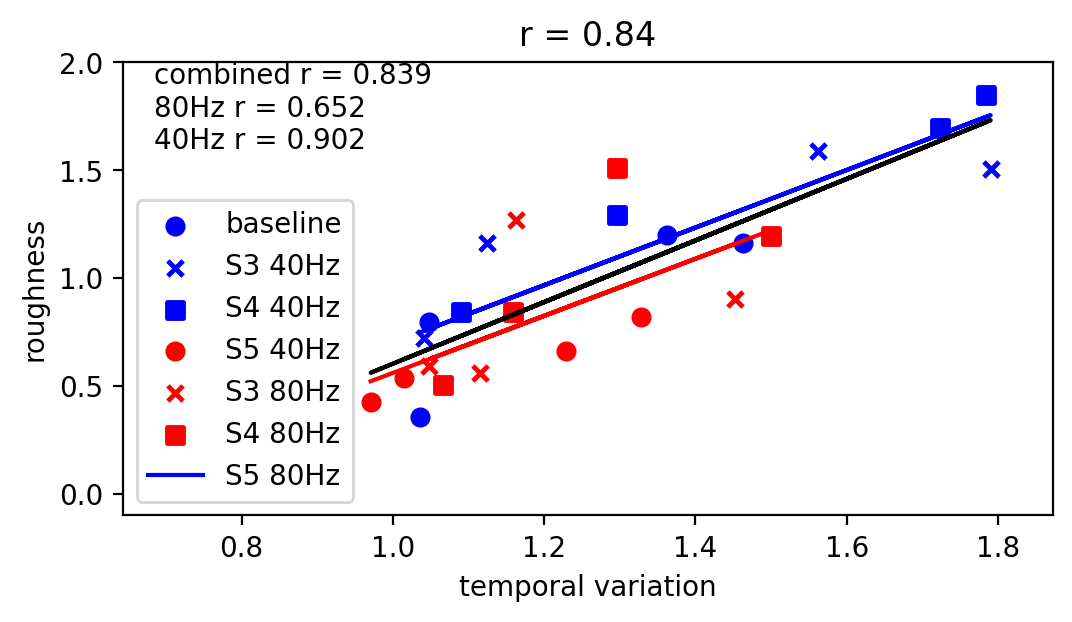 r = 0.84
combined r = 0.839
80Hz r = 0.652
40Hz r = 0.902
2.0
1.5
1.0
0.5
0.0
roughness
baseline
S3 40Hz
S4 40Hz
S5 40Hz
S3 80Hz
S4 80Hz
S5 80Hz
0.8 1.0 1.2 1.4 1.6 1.8
temporal variation